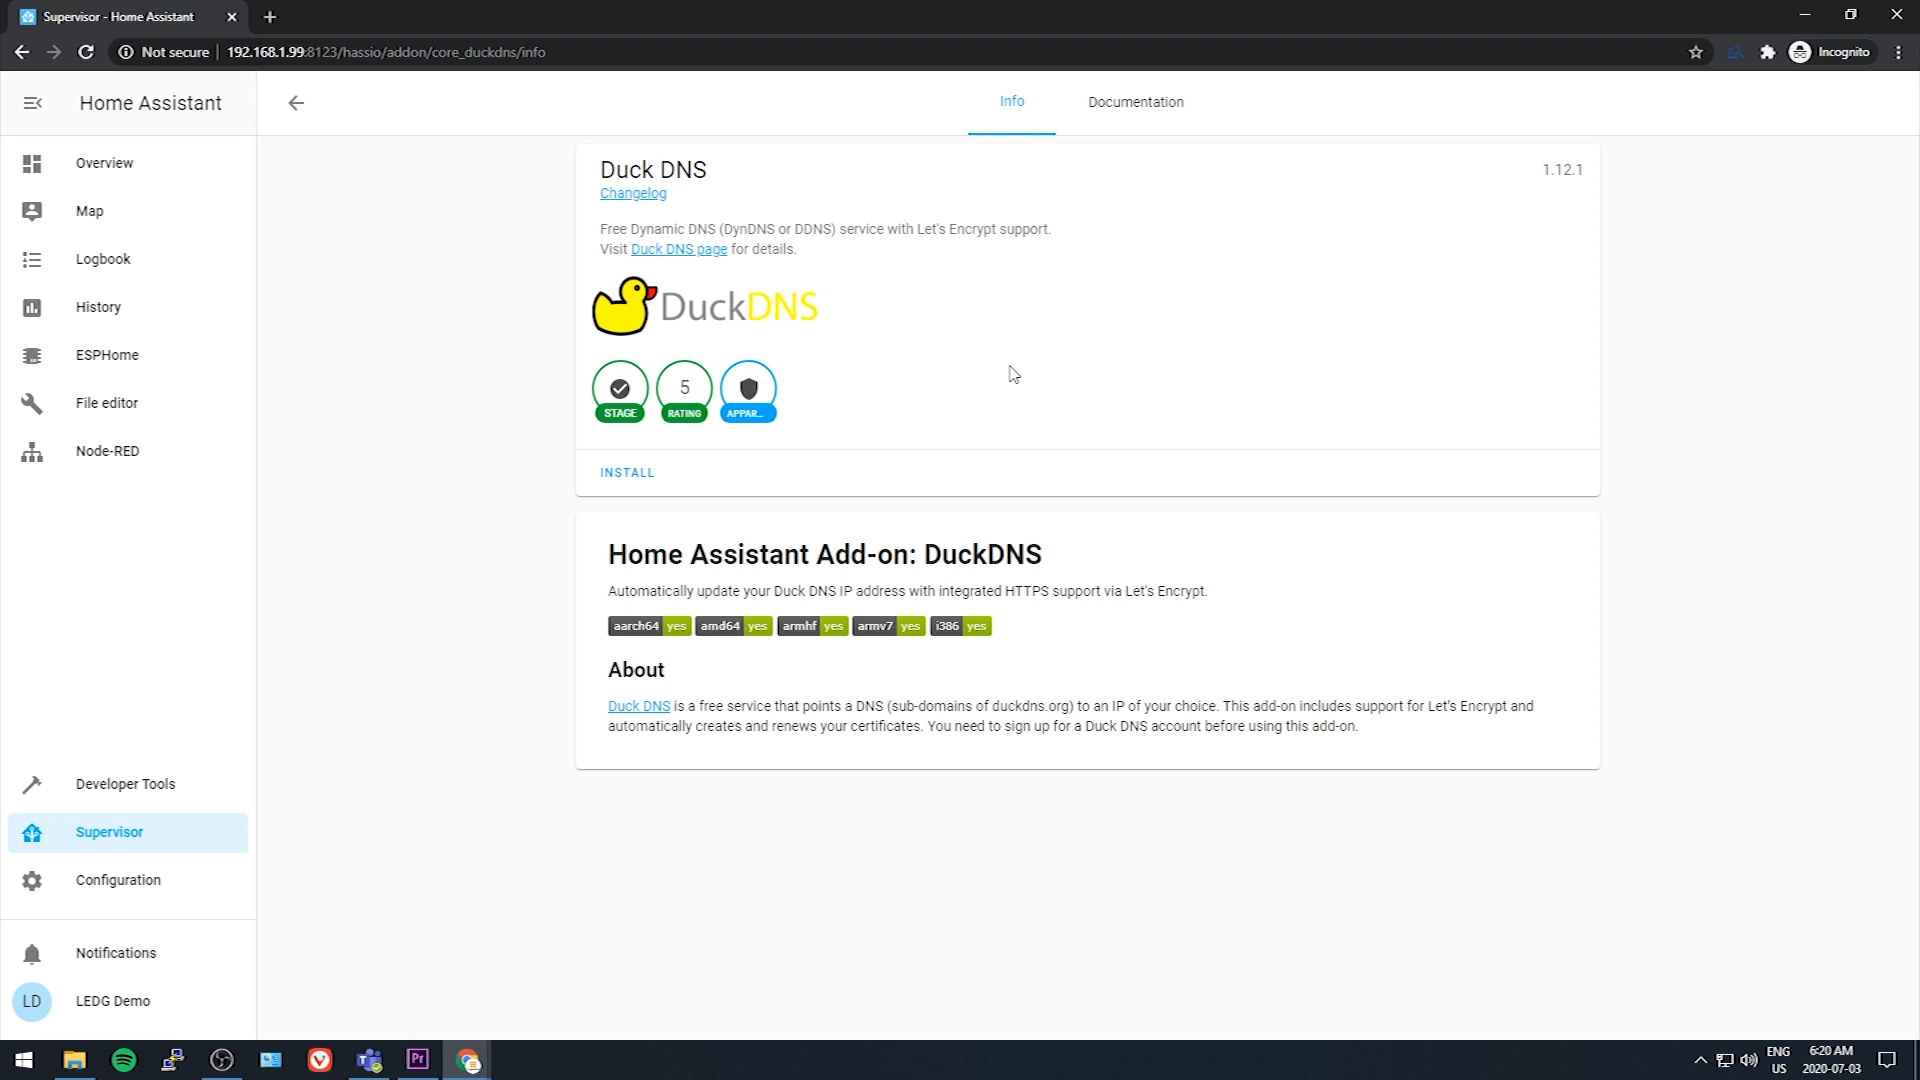 Supervisor - Home Assistant
Not secure
192.168.1.99:8123/hassio/addon/core_duckdns/info
Incognito
Home Assistant
Info
Documentation
Overview
Map
Logbook
History
ESPHome
File editor
Node-RED
Developer Tools
Supervisor
Configuration
Notifications
LD
LEDG Demo
Duck DNS
1.12.1
Changelog
Free Dynamic DNS (DynDNS or DDNS) service with Let's Encrypt support.
Visit Duck DNS page for details.
DuckDNS
5
STAGE
RATING
APPAR...
INSTALL
Home Assistant Add-on: DuckDNS
Automatically update your Duck DNS IP address with integrated HTTPS support via Let's Encrypt.
aarch64 yes amd64 yes armhf yes armv7 yes i386 yes
About
Duck DNS is a free service that points a DNS (sub-domains of duckdns.org) to an IP of your choice. This add-on includes support for Let's Encrypt and
automatically creates and renews your certificates. You need to sign up for a Duck DNS account before using this add-on.
Pr
ENG
US
6:20 AM
2020-07-03